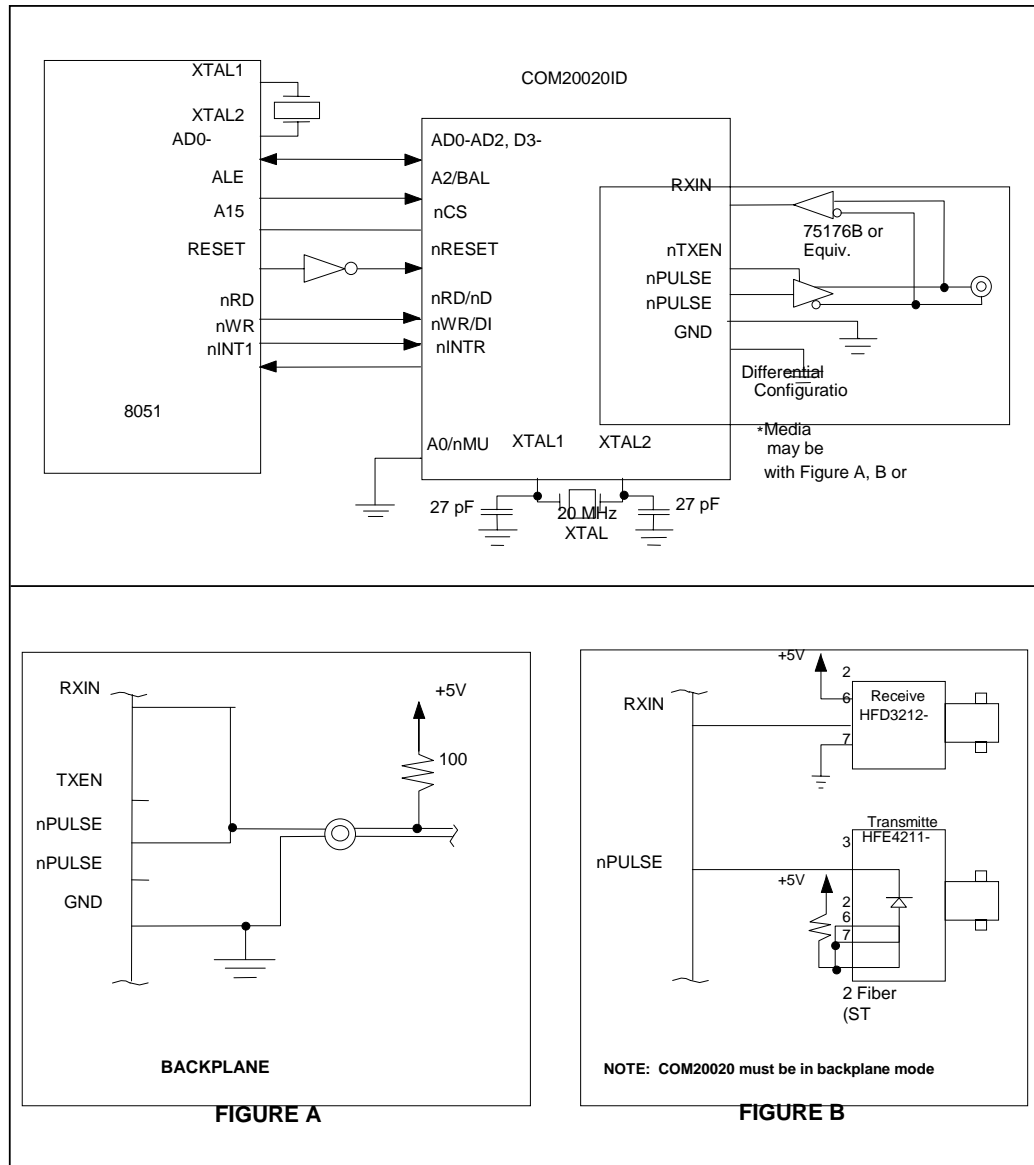 XTAL1
XTAL2
AD0-
ALE
A15
RESET
nRD
nWR
nINT1
8051
COM20020ID
AD0-AD2, D3-
A2/BAL
nCS
nRESET
nRD/nD
nWR/DI
nINTR
A0/nMU
XTAL1
XTAL2
27 pF
20 MHz
XTAL
27 pF
RXIN
nTXEN
nPULSE
nPULSE
GND
75176B or
Equiv.
Differential
Configuratio
*Media
may be
with Figure A, B or
RXIN
TXEN
nPULSE
nPULSE
GND
+5V
100
BACKPLANE
FIGURE A
RXIN
nPULSE
+5V
2
6
7
Receive
HFD3212-
Transmitte
HFE4211-
3
+5V
2
6
7
2 Fiber
(ST
NOTE: COM20020 must be in backplane mode
FIGURE B